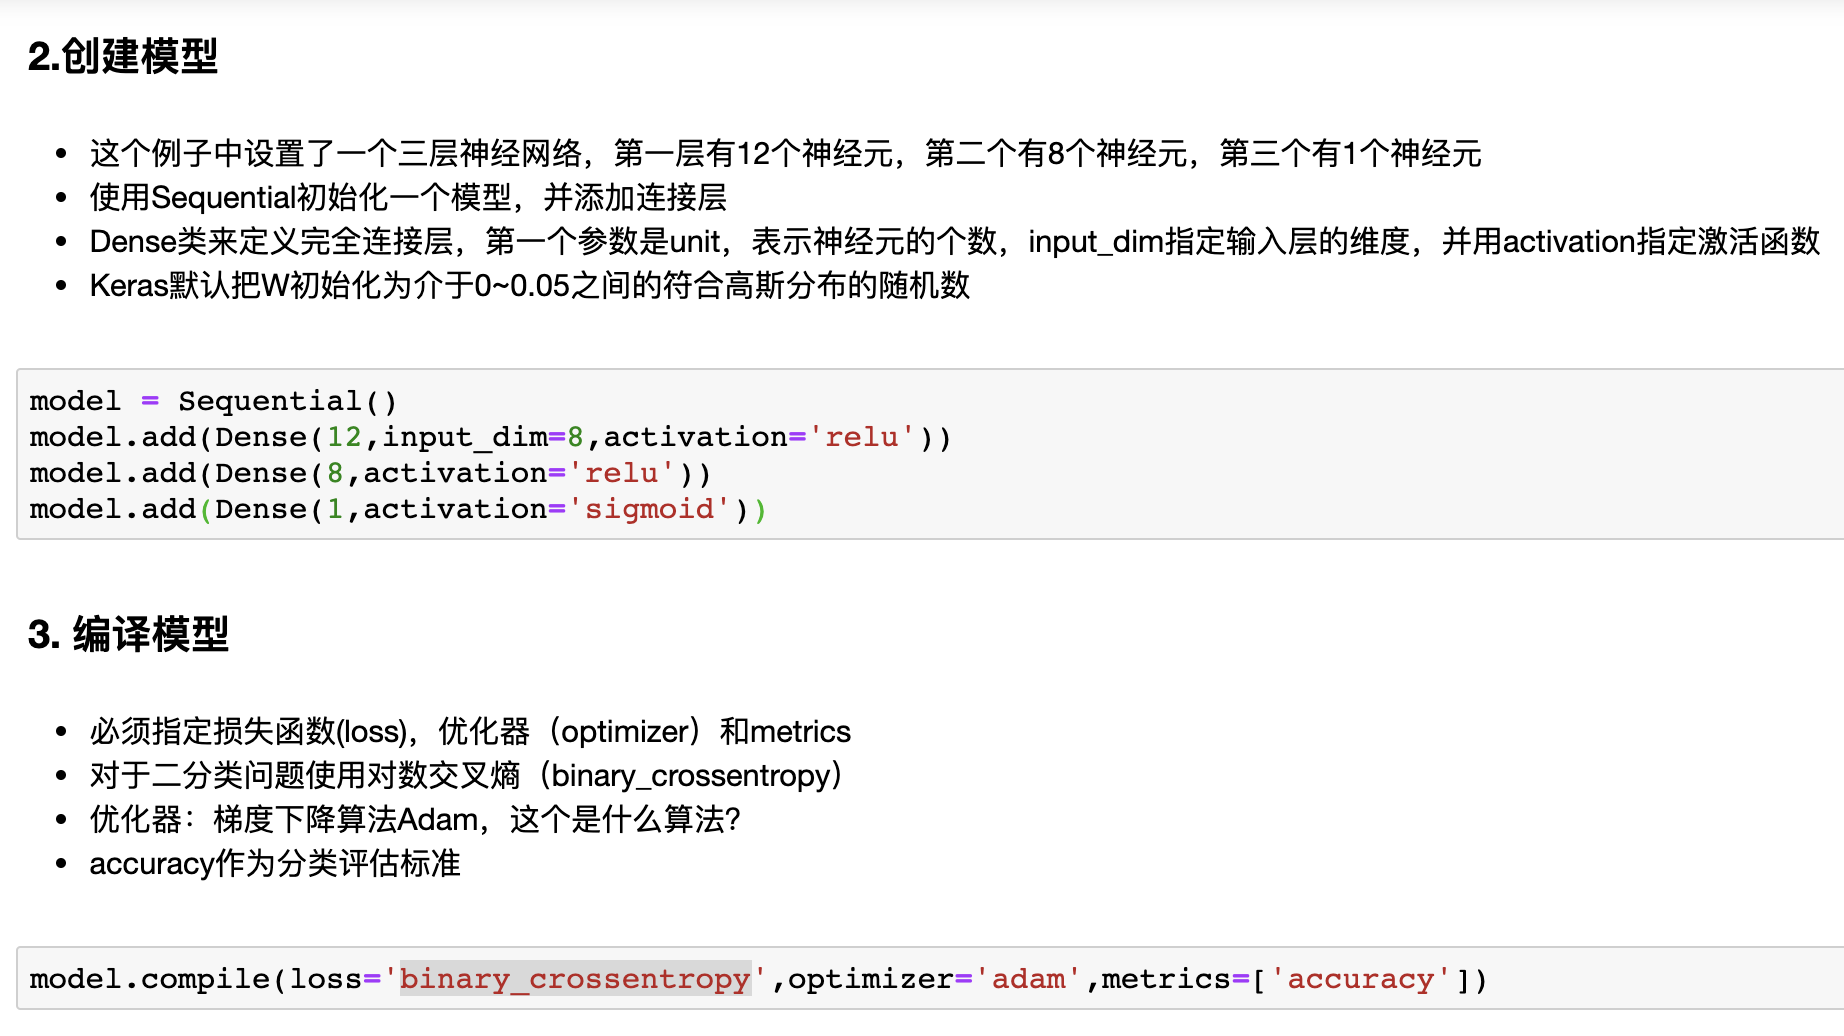 2.创建模型
这个例子中设置了一个三层神经网络，第一层有12个神经元，第二个有8个神经元，第三个有1个神经元
使用Sequential初始化一个模型，并添加连接层
Dense类来定义完全连接层，第一个参数是unit，表示神经元的个数，input_dim指定输入层的维度，并用activation指定激活函数
Keras默认把W初始化为介于0~0.05之间的符合高斯分布的随机数
model = Sequential()
model.add(Dense(12,input_dim=8,activation='relu'))
model.add(Dense(8,activation='relu'))
model.add(Dense(1,activation='sigmoid'))
3. 编译模型
必须指定损失函数(loss)，优化器（optimizer）和metrics
对于二分类问题使用对数交叉熵（binary_crossentropy）
优化器：梯度下降算法Adam，这个是什么算法?
accuracy作为分类评估标准
model.compile(loss='binary_crossentropy',optimizer='adam',metrics=['accuracy'])